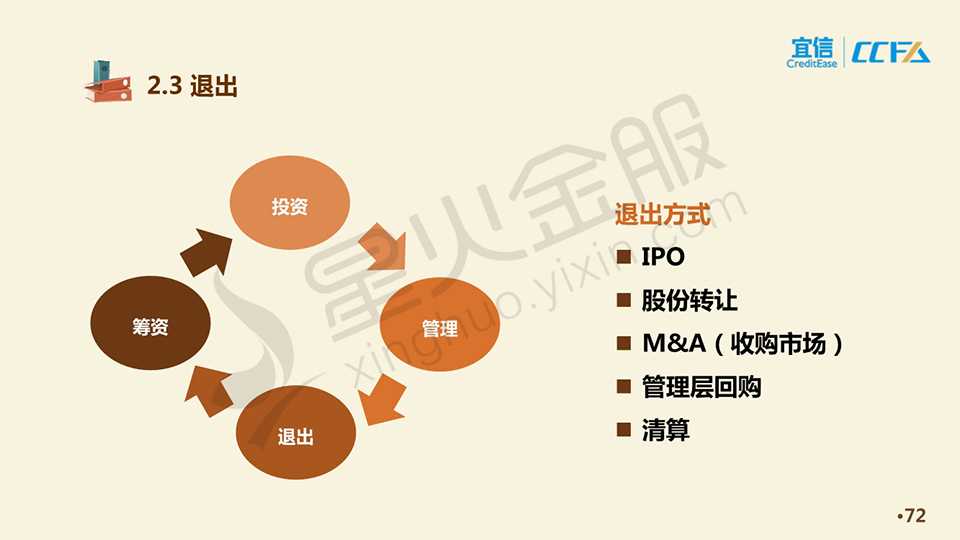 宜信
CreditEase
CCFA
2.3 退出
投资
筹资
管理
退出
退出方式
■ IPO
■ 股份转让
■ M&A（收购市场）
■ 管理层回购
■ 清算
星火金服
xinghuo.yixin.com
•72